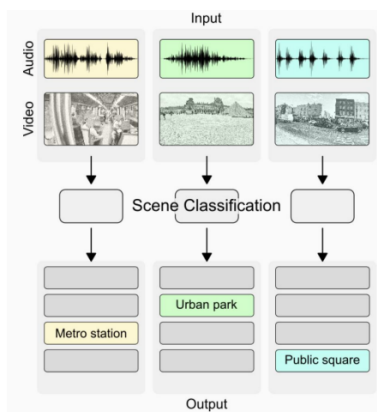 Input
Audio
Video
Scene Classification
Urban park
Metro station
Public square
Output